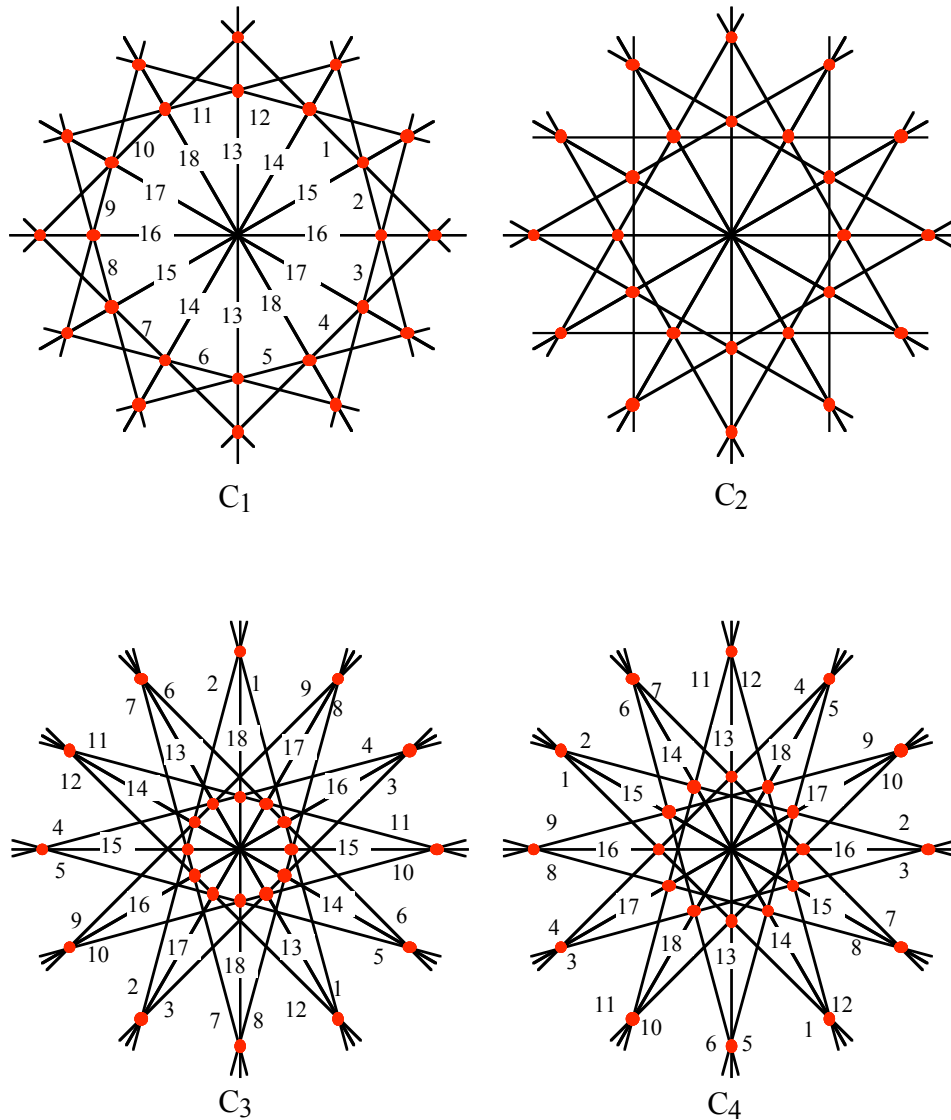 11 12
10 18 13 14 1
17 15 2
9
16 16
8 15 17 3
14 18
7 13 4
6 5
C1 C2
2 1 9 11 12 4
6 7
7 8 6 5
18 17 4 13 18 9
11 13 2 14 10
12 14 16 3 1 15 17
4 11 9 2
15 15 16 16
5 10 8 3
9 16 14 6 4 17 15 7
10 17 13 5 3 18 14 8
2 18 11 13 12
3 12 1 10 1
7 8 6 5
C3 C4